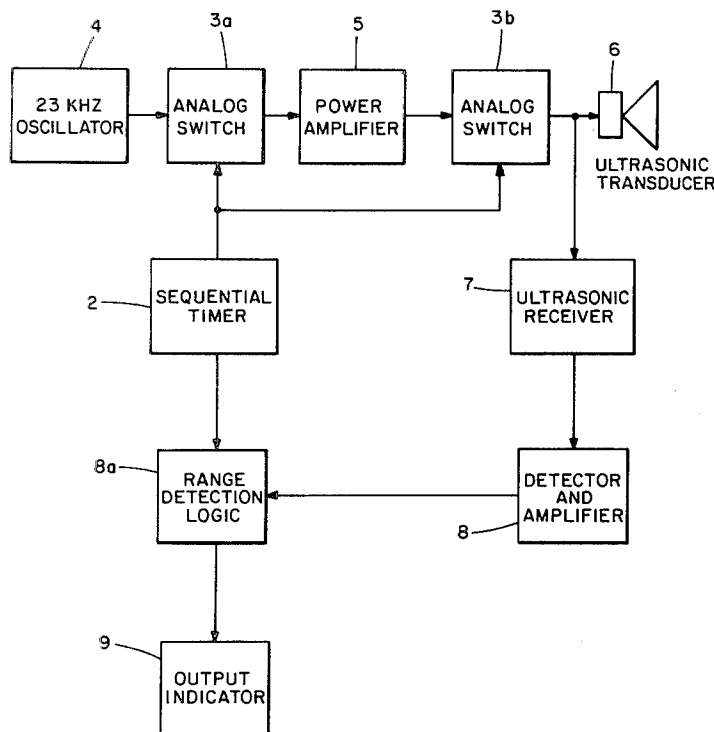 4
3a
5
3b
6
23 KHZ
OSCILLATOR
ANALOG
SWITCH
POWER
AMPLIFIER
ANALOG
SWITCH
ULTRASONIC
TRANSDUCER
2
SEQUENTIAL
TIMER
7
ULTRASONIC
RECEIVER
8a
RANGE
DETECTION
LOGIC
DETECTOR
AND
AMPLIFIER
8
9
OUTPUT
INDICATOR